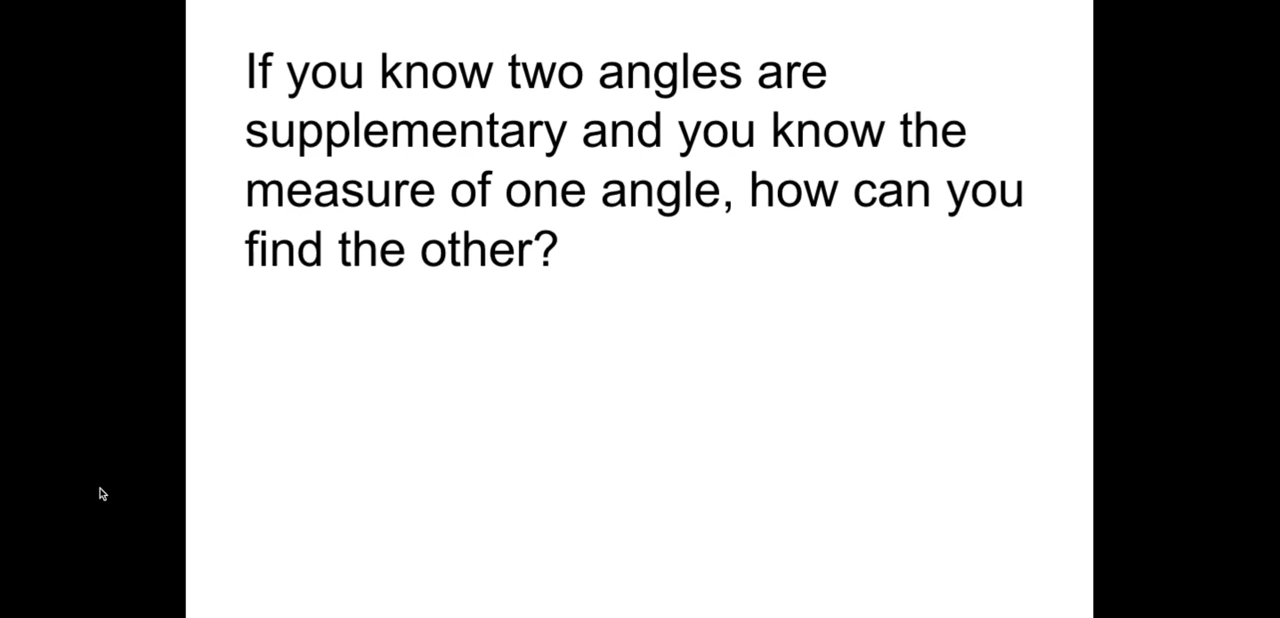 If you know two angles are
supplementary and you know the
measure of one angle, how can you
find the other?